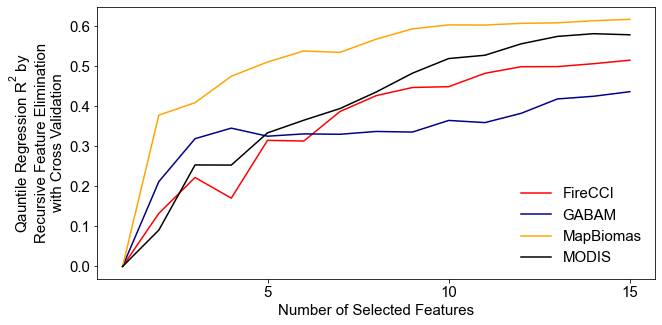 Qauntile Regression R² by
Recursive Feature Elimination
with Cross Validation
0.6
0.5
0.4
0.3
0.2
0.1
0.0
FireCCI
GABAM
MapBiomas
MODIS
5
10
15
Number of Selected Features